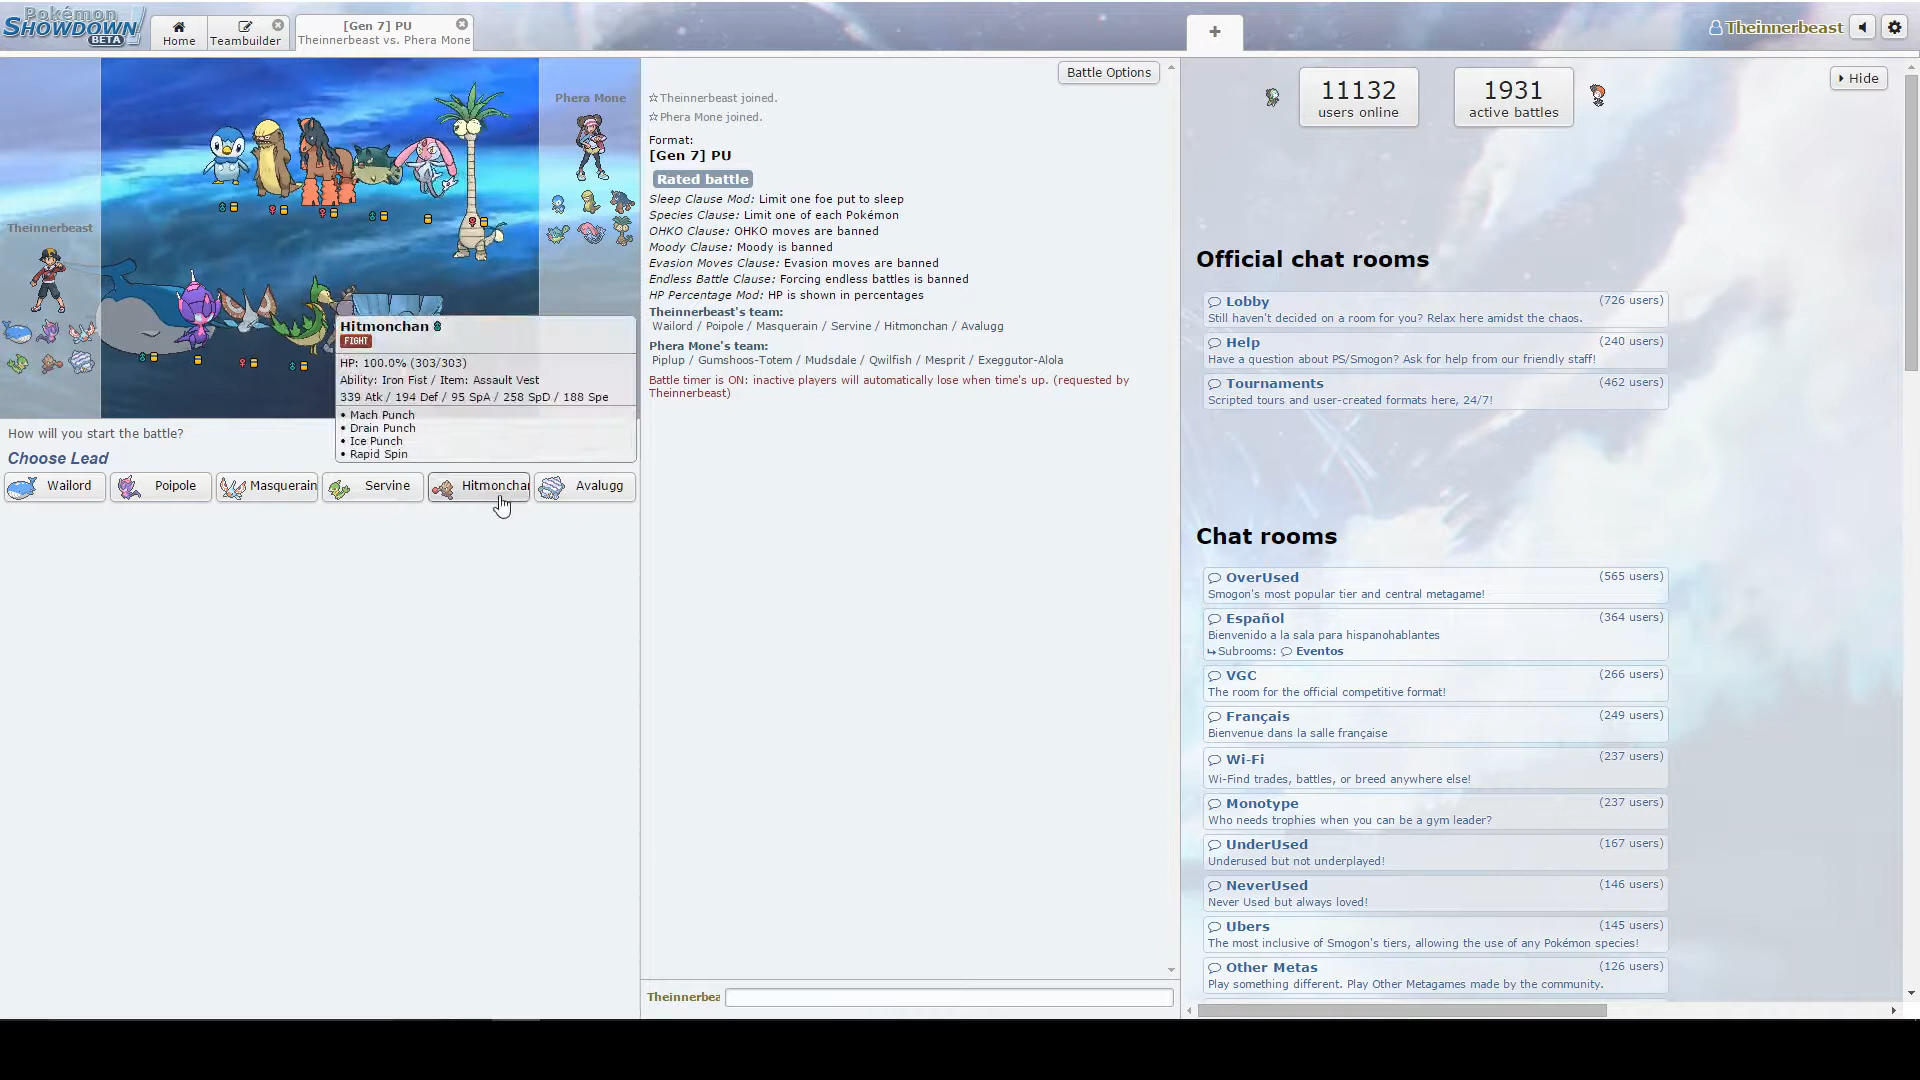 Pokémon
SHOWDOWN
BETA
Home
Teambuilder
[Gen 7] PU
Theinnerbeast vs. Phera Mone
+
Theinnerbeast
Phera Mone
Theinnerbeast
Hitmonchan
FIGHT
HP: 100.0% (303/303)
Ability: Iron Fist / Item: Assault Vest
339 Atk / 194 Def / 95 SpA / 258 SpD / 188 Spe
• Mach Punch
• Drain Punch
• Ice Punch
• Rapid Spin
How will you start the battle?
Choose Lead
Wailord
Poipole
Masquerain
Servine
Hitmonchan
Avalugg
Battle Options
☆Theinnerbeast joined.
☆Phera Mone joined.
Format:
[Gen 7] PU
Rated battle
Sleep Clause Mod: Limit one foe put to sleep
Species Clause: Limit one of each Pokémon
OHKO Clause: OHKO moves are banned
Moody Clause: Moody is banned
Evasion Moves Clause: Evasion moves are banned
Endless Battle Clause: Forcing endless battles is banned
HP Percentage Mod: HP is shown in percentages
Theinnerbeast's team:
Wailord / Poipole / Masquerain / Servine / Hitmonchan / Avalugg
Phera Mone's team:
Piplup / Gumshoos-Totem / Mudsdale / Qwilfish / Mesprit / Exeggutor-Alola
Battle timer is ON: inactive players will automatically lose when time's up. (requested by
Theinnerbeast)
Theinnerbea
11132
users online
1931
active battles
Hide
Official chat rooms
Lobby (726 users)
Still haven't decided on a room for you? Relax here amidst the chaos.
Help (240 users)
Have a question about PS/Smogon? Ask for help from our friendly staff!
Tournaments (462 users)
Scripted tours and user-created formats here, 24/7!
Chat rooms
OverUsed (565 users)
Smogon's most popular tier and central metagame!
Español (364 users)
Bienvenido a la sala para hispanohablantes
↳Subrooms: Eventos
VGC (266 users)
The room for the official competitive format!
Français (249 users)
Bienvenue dans la salle française
Wi-Fi (237 users)
Wi-Find trades, battles, or breed anywhere else!
Monotype (237 users)
Who needs trophies when you can be a gym leader?
UnderUsed (167 users)
Underused but not underplayed!
NeverUsed (146 users)
Never Used but always loved!
Ubers (145 users)
The most inclusive of Smogon's tiers, allowing the use of any Pokémon species!
Other Metas (126 users)
Play something different. Play Other Metagames made by the community.